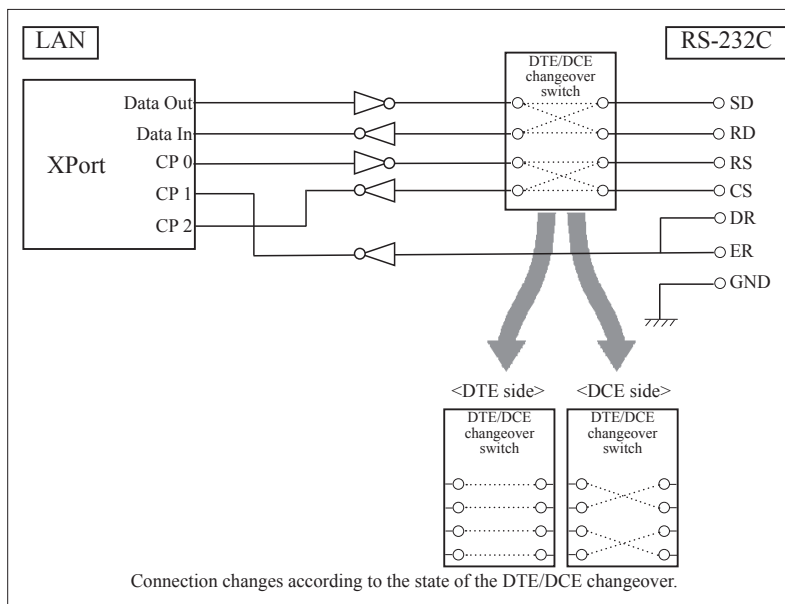 LAN
RS-232C
DTE/DCE
changeover
switch
XPort
Data Out
Data In
CP 0
CP 1
CP 2
SD
RD
RS
CS
DR
ER
GND
<DTE side>
<DCE side>
DTE/DCE
changeover
switch
DTE/DCE
changeover
switch
Connection changes according to the state of the DTE/DCE changeover.